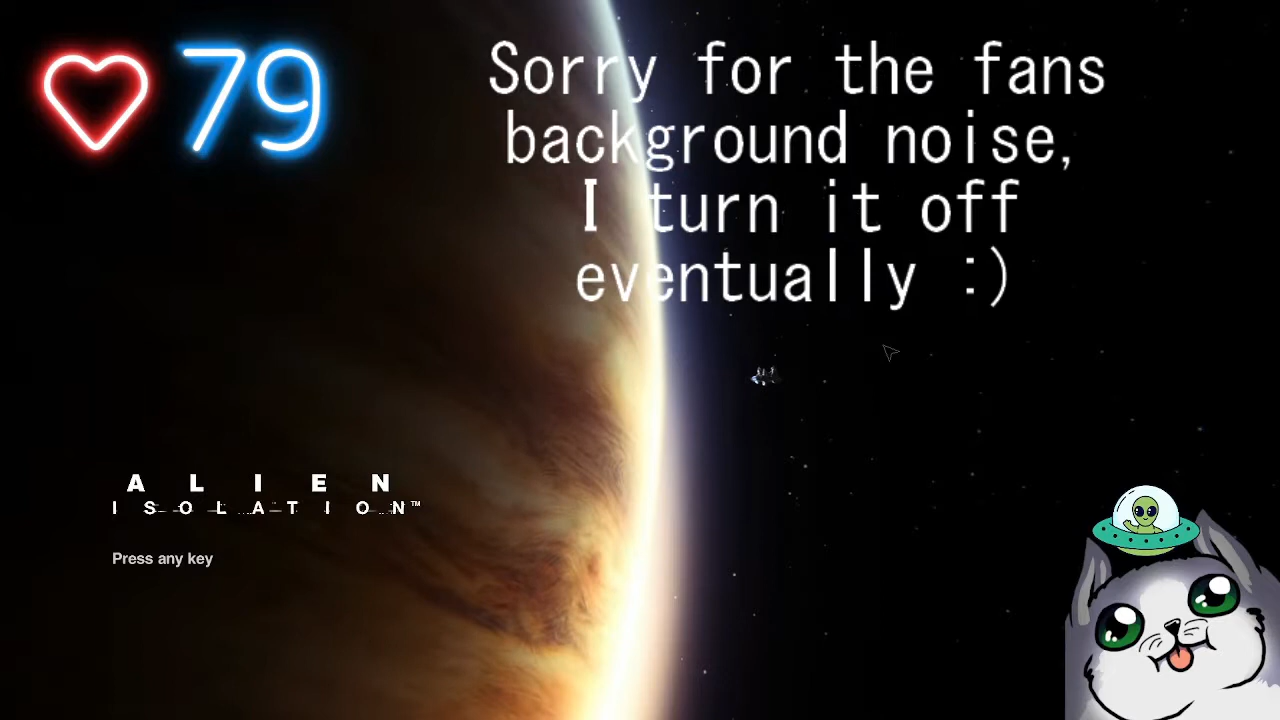 79
Sorry for the fans
background noise,
I turn it off
eventually :)
ALIEN
ISOLATION™
Press any key